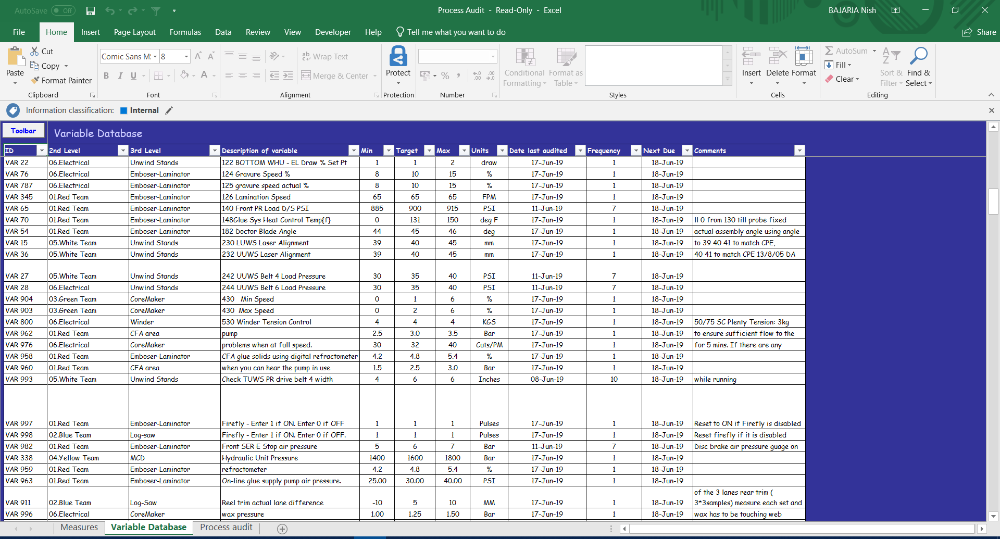 AutoSave Off
Process Audit - Read-Only - Excel
BAJARIA Nish
File Home Insert Page Layout Formulas Data Review View Developer Help Tell me what you want to do Share
Paste Cut Copy Format Painter
Comic Sans M: 8
B I U A
ab Wrap Text
Merge & Center
Protect
% ,
Conditional Formatting Format as Table
Insert Delete Format
AutoSum Fill Clear
Sort & Filter Find & Select
Clipboard Font Alignment Protection Number Styles Cells Editing
Information classification: Internal
Toolbar Variable Database
ID 2nd Level 3rd Level Description of variable Min Target Max Units Date last audited Frequency Next Due Comments
VAR 22 06.Electrical Unwind Stands 122 BOTTOM WHU - EL Draw % Set Pt 1 1 2 draw 17-Jun-19 1 18-Jun-19
VAR 76 06.Electrical Emboser-Laminator 124 Gravure Speed % 8 10 15 % 17-Jun-19 1 18-Jun-19
VAR 787 06.Electrical Emboser-Laminator 125 gravure speed actual % 8 10 15 % 17-Jun-19 1 18-Jun-19
VAR 345 01.Red Team Emboser-Laminator 126 Lamination Speed 65 65 65 FPM 17-Jun-19 1 18-Jun-19
VAR 65 01.Red Team Emboser-Laminator 140 Front PR Load D/S PSI 885 900 915 PSI 11-Jun-19 7 18-Jun-19
VAR 70 01.Red Team Emboser-Laminator 148Glue Sys Heat Control Temp{f} 0 131 150 deg F 17-Jun-19 1 18-Jun-19 ll 0 from 130 till probe fixed
VAR 54 01.Red Team Emboser-Laminator 182 Doctor Blade Angle 44 45 46 deg 17-Jun-19 1 18-Jun-19 actual assembly angle using angle
VAR 15 05.White Team Unwind Stands 230 LUWS Laser Alignment 39 40 45 mm 17-Jun-19 1 18-Jun-19 to 39 40 41 to match CPE,
VAR 36 05.White Team Unwind Stands 232 UUWS Laser Alignment 39 40 45 mm 17-Jun-19 1 18-Jun-19 40 41 to match CPE 13/8/05 DA
VAR 27 05.White Team Unwind Stands 242 UUWS Belt 4 Load Pressure 30 35 40 PSI 11-Jun-19 7 18-Jun-19
VAR 28 06.Electrical Unwind Stands 244 UUWS Belt 6 Load Pressure 30 35 40 PSI 11-Jun-19 7 18-Jun-19
VAR 904 03.Green Team CoreMaker 430 Min Speed 0 1 6 % 17-Jun-19 1 18-Jun-19
VAR 903 03.Green Team CoreMaker 430 Max Speed 0 2 6 % 17-Jun-19 1 18-Jun-19
VAR 800 06.Electrical Winder 530 Winder Tension Control 4 4 4 KGS 17-Jun-19 1 18-Jun-19 50/75 SC Plenty Tension: 3kg
VAR 962 01.Red Team CFA area pump 2.5 3.0 3.5 Bar 17-Jun-19 1 18-Jun-19 to ensure sufficient flow to the
VAR 976 06.Electrical CoreMaker problems when at full speed. 30 32 40 Cuts/PM 17-Jun-19 1 18-Jun-19 for 5 mins. If there are any
VAR 958 01.Red Team Emboser-Laminator CFA glue solids using digital refractometer 4.2 4.8 5.4 % 17-Jun-19 1 18-Jun-19
VAR 960 01.Red Team CFA area when you can hear the pump in use 1.5 2.5 3.0 Bar 17-Jun-19 1 18-Jun-19
VAR 993 05.White Team Unwind Stands Check TUWS PR drive belt 4 width 4 6 6 Inches 08-Jun-19 10 18-Jun-19 while running
VAR 997 01.Red Team Emboser-Laminator Firefly - Enter 1 if ON. Enter 0 if OFF 1 1 1 Pulses 17-Jun-19 1 18-Jun-19 Reset to ON if Firefly is disabled
VAR 998 02.Blue Team Log-saw Firefly - Enter 1 if ON. Enter 0 if OFF. 1 1 1 Pulses 17-Jun-19 1 18-Jun-19 Reset firefly if it is disabled
VAR 982 01.Red Team Emboser-Laminator Front SER E Stop air pressure 5 6 7 Bar 11-Jun-19 7 18-Jun-19 Disc brake air pressure guage on
VAR 338 04.Yellow Team MCD Hydraulic Unit Pressure 1400 1600 1800 Bar 17-Jun-19 1 18-Jun-19
VAR 959 01.Red Team Emboser-Laminator refractometer 4.2 4.8 5.4 % 17-Jun-19 1 18-Jun-19
VAR 963 01.Red Team Emboser-Laminator On-line glue supply pump air pressure. 25.00 30.00 40.00 PSI 17-Jun-19 1 18-Jun-19
of the 3 lanes rear trim (
VAR 911 02.Blue Team Log-Saw Reel trim actual lane difference -10 5 10 MM 17-Jun-19 1 18-Jun-19 3*3samples) measure each set and
VAR 996 06.Electrical CoreMaker wax pressure 1.00 1.25 1.50 Bar 17-Jun-19 1 18-Jun-19 wax has to be touching web
Measures Variable Database Process audit